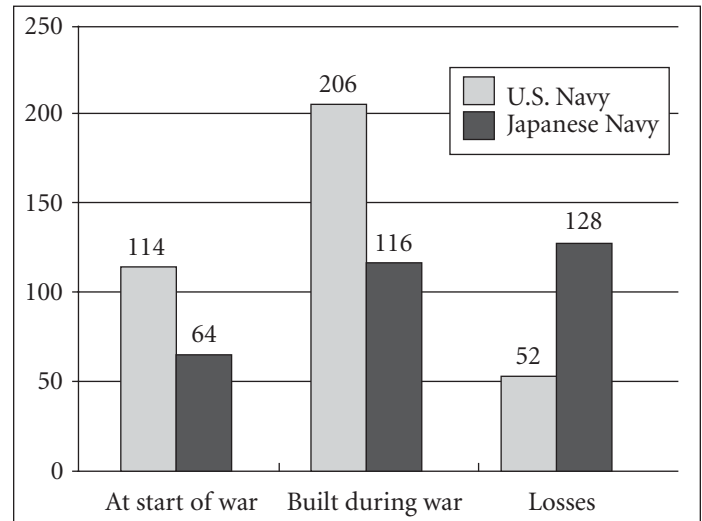 250
200
150
100
50
0
114
64
206
116
52
128
U.S. Navy
Japanese Navy
At start of war
Built during war
Losses